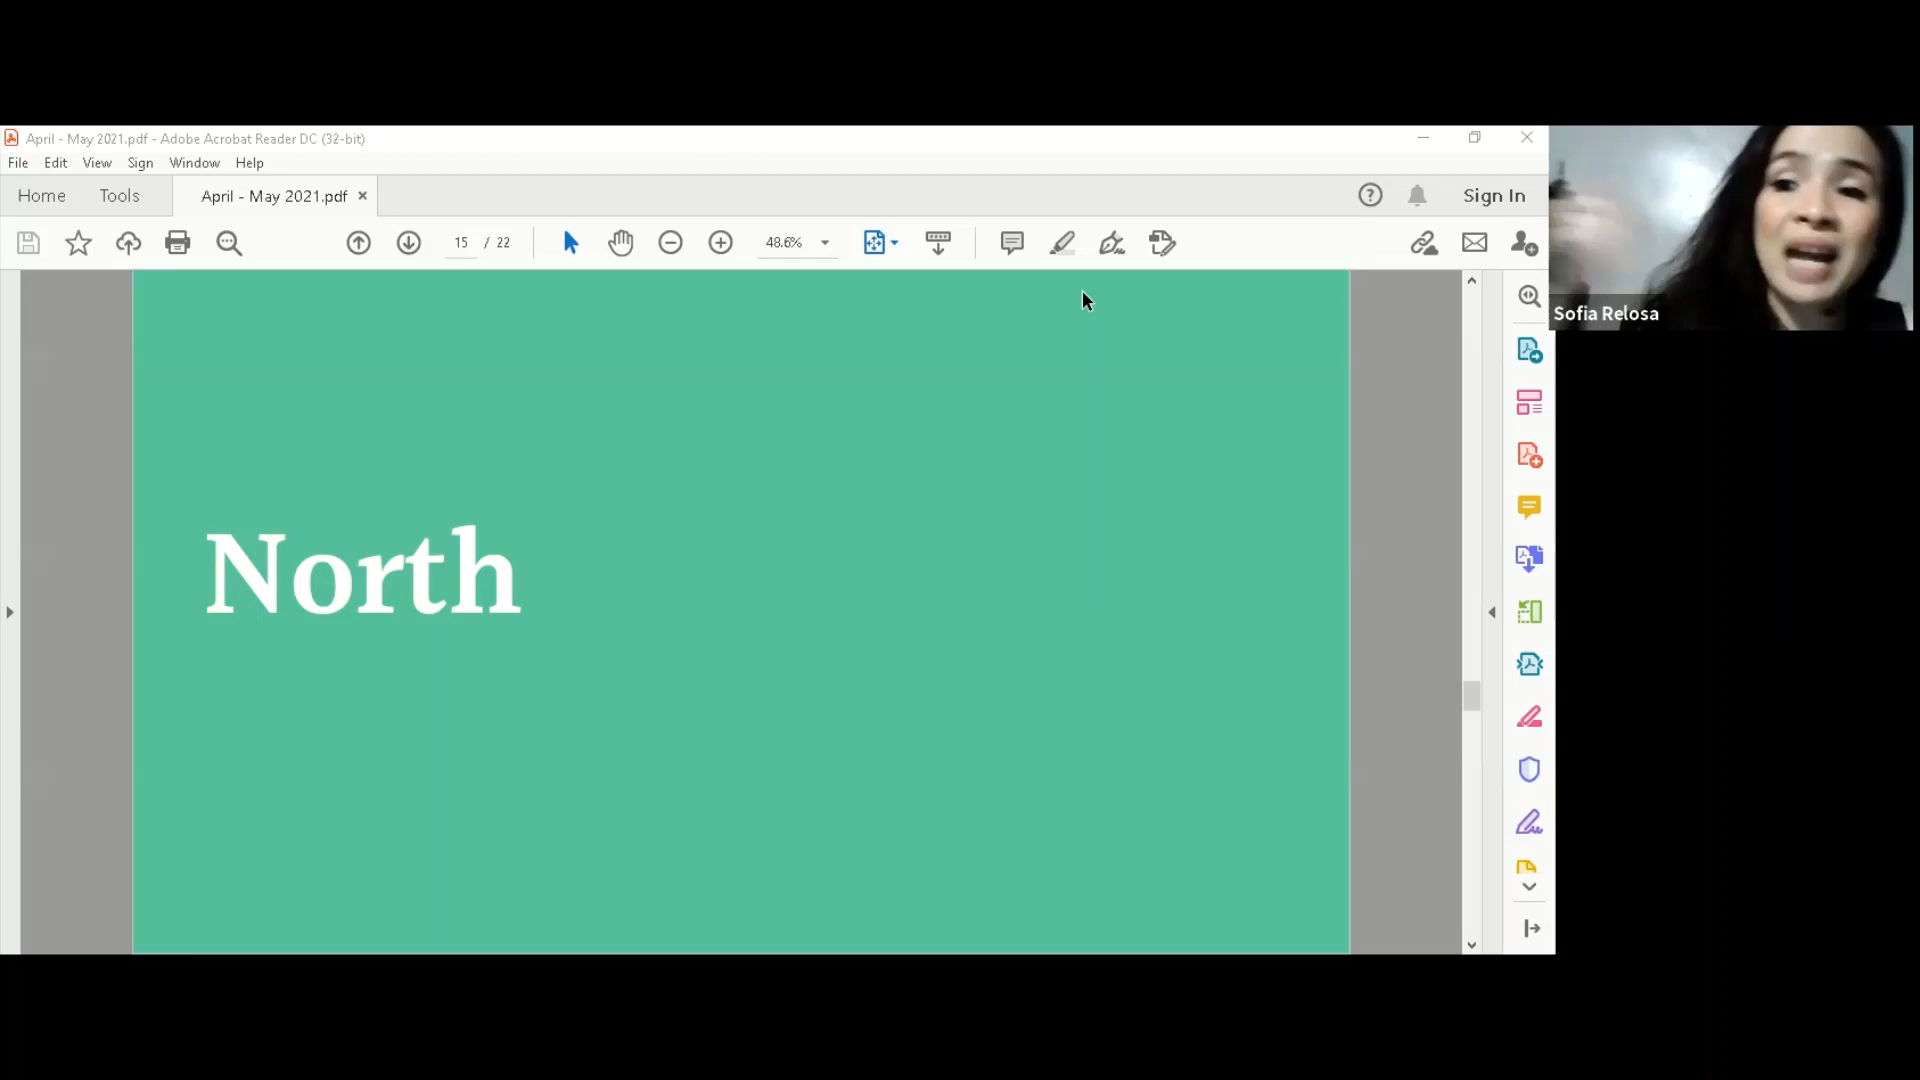 April - May 2021.pdf - Adobe Acrobat Reader DC (32-bit)
File Edit View Sign Window Help
Home Tools April - May 2021.pdf × Sign In
15 / 22 48.6%
Sofia Relosa
North